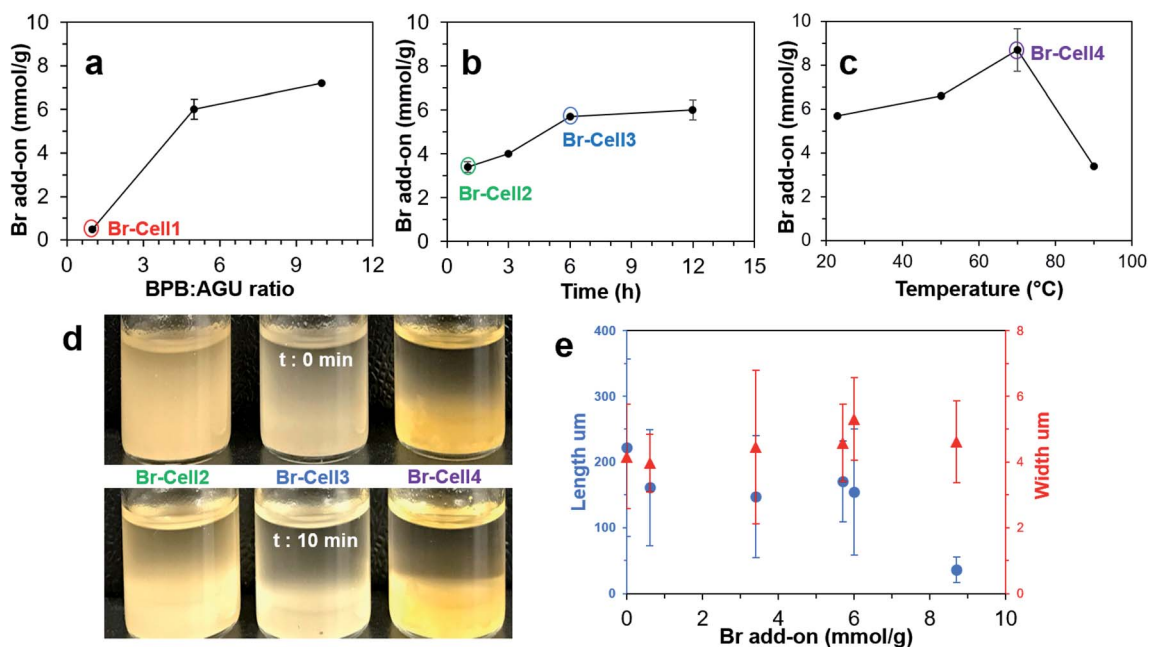 a
Br add-on (mmol/g)
10
8
6
4
2
0
Br-Cell1
0 3 6 9 12
BPB:AGU ratio
b
Br add-on (mmol/g)
10
8
6
4
2
0
Br-Cell2
Br-Cell3
0 3 6 9 12 15
Time (h)
c
Br add-on (mmol/g)
10
8
6
4
2
0
Br-Cell4
20 40 60 80 100
Temperature (°C)
d
t : 0 min
Br-Cell2 Br-Cell3 Br-Cell4
t : 10 min
e
Length um
400
300
200
100
0
8
6
4
2
0
Width um
0 2 4 6 8 10
Br add-on (mmol/g)